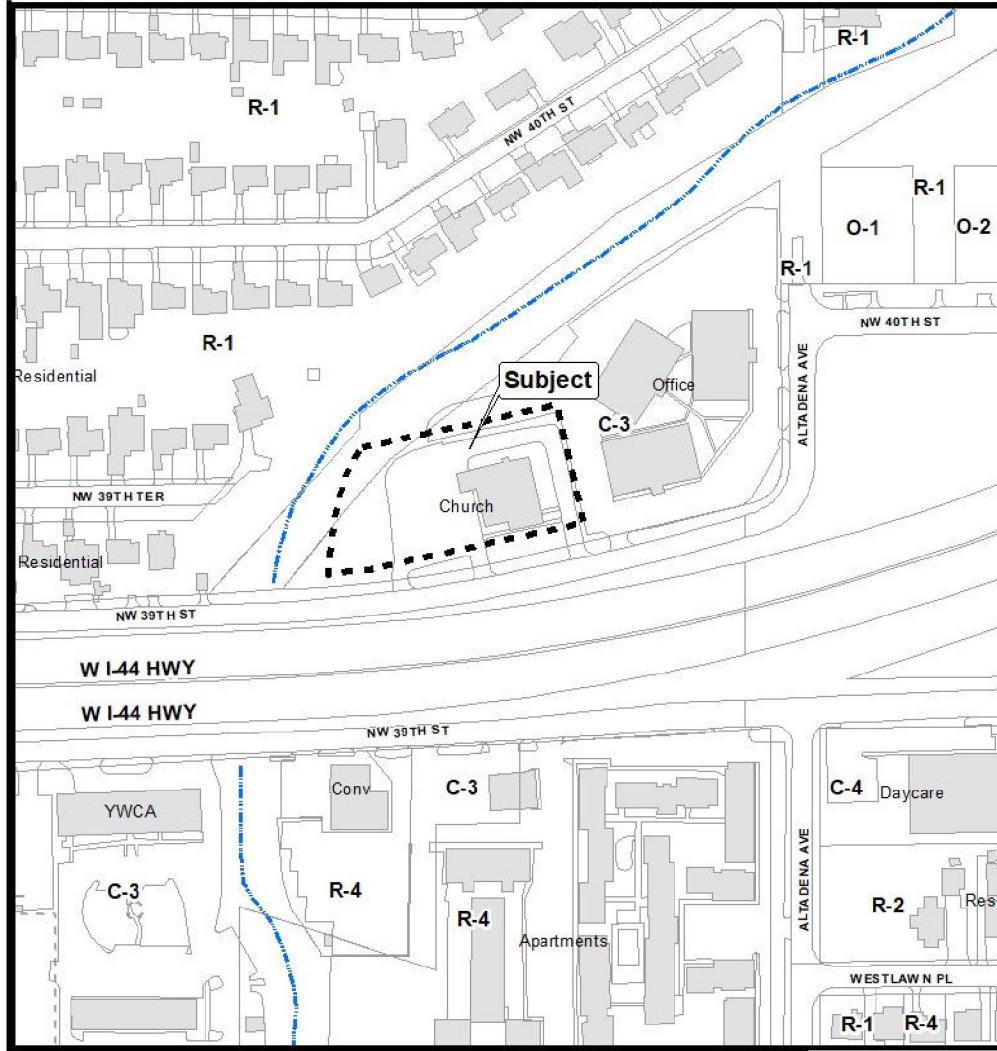 R-1
R-1
NW 40TH ST
R-1
O-1
O-2
R-1
NW 40TH ST
R-1
Residential
Subject
Office
C-3
ALTADENA AVE
NW 39TH TER
Church
Residential
NW 39TH ST
W I-44 HWY
W I-44 HWY
NW 39TH ST
YWCA
Conv
C-3
C-4
Daycare
C-3
R-4
R-4
Apartments
ALTADENA AVE
R-2
Res
WESTLAWN PL
R-1
R-4